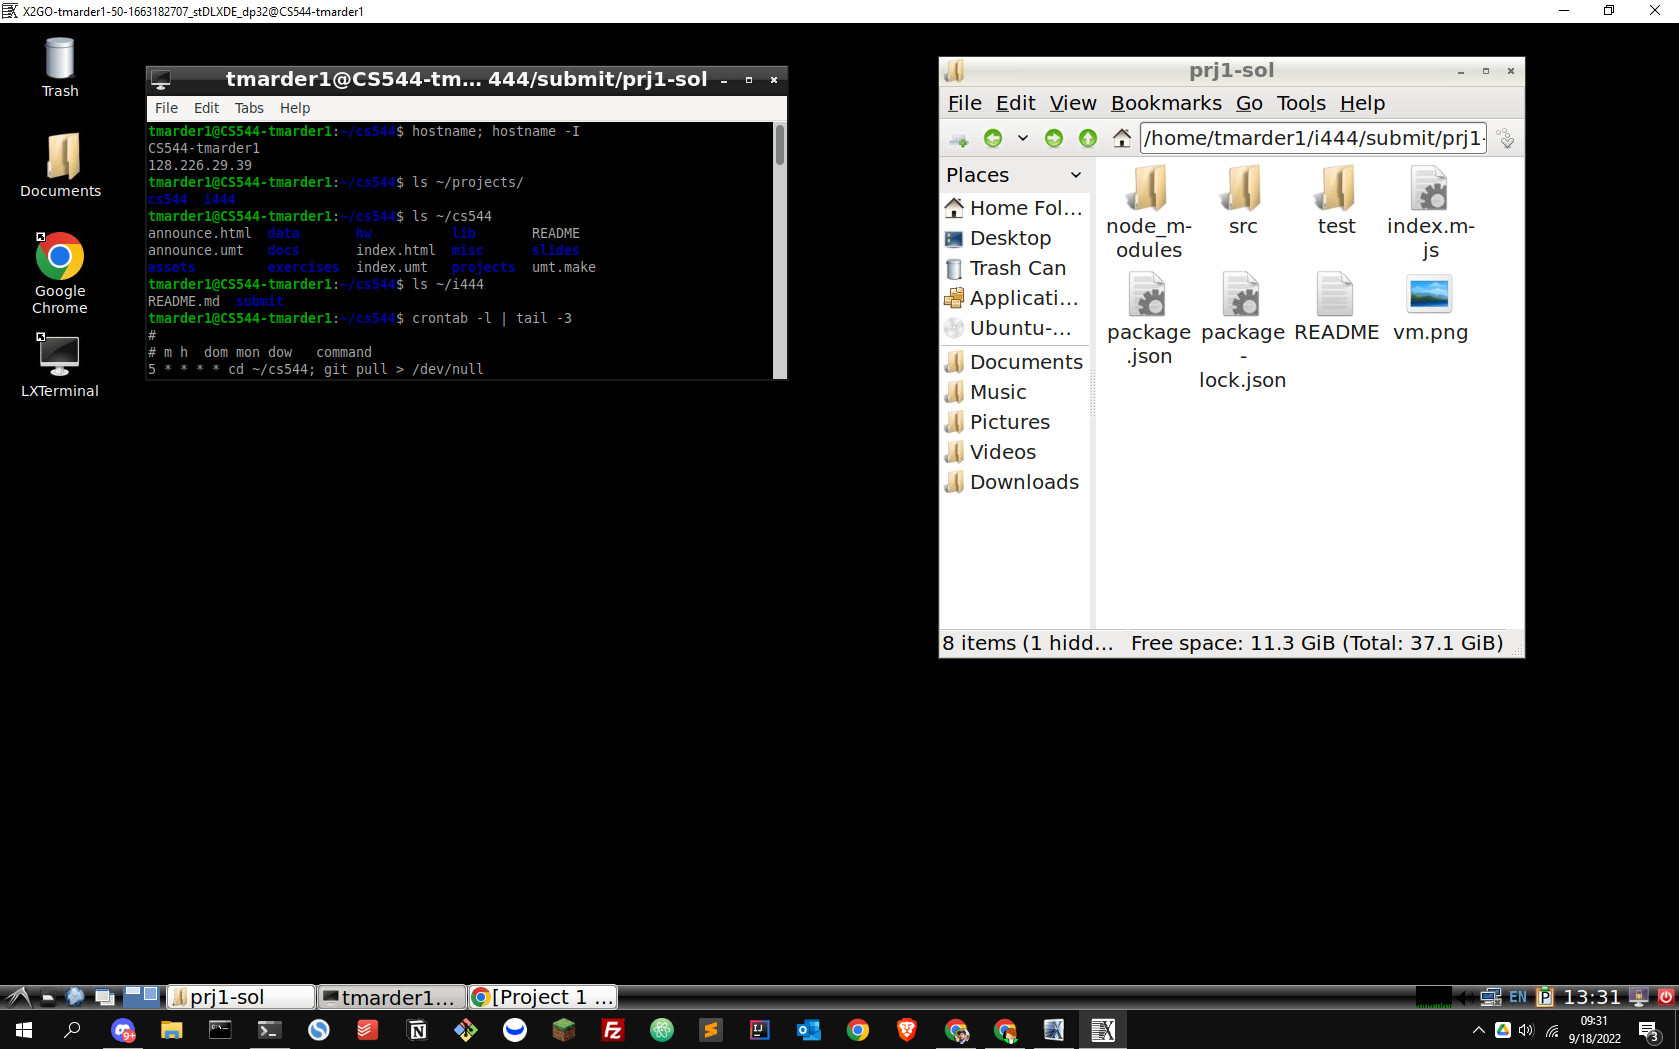 X2GO-tmarder1-50-1663182707_stDLXDE_dp32@CS544-tmarder1
Trash
Documents
Google
Chrome
LXTerminal
tmarder1@CS544-tm... 444/submit/prj1-sol
File Edit Tabs Help
tmarder1@CS544-tmarder1:~/cs544$ hostname; hostname -I
CS544-tmarder1
128.226.29.39
tmarder1@CS544-tmarder1:~/cs544$ ls ~/projects/
cs544 i444
tmarder1@CS544-tmarder1:~/cs544$ ls ~/cs544
announce.html data hw lib README
announce.umt docs index.html misc slides
assets exercises index.umt projects umt.make
tmarder1@CS544-tmarder1:~/cs544$ ls ~/i444
README.md submit
tmarder1@CS544-tmarder1:~/cs544$ crontab -l | tail -3
#
# m h dom mon dow command
5 * * * * cd ~/cs544; git pull > /dev/null
prj1-sol
File Edit View Bookmarks Go Tools Help
/home/tmarder1/i444/submit/prj1-
Places
Home Fol...
Desktop
Trash Can
Applicati...
Ubuntu-...
Documents
Music
Pictures
Videos
Downloads
node_m-
odules
src
test
index.m-
js
package
.json
package
-
lock.json
README
vm.png
8 items (1 hidd... Free space: 11.3 GiB (Total: 37.1 GiB)
prj1-sol
tmarder1...
[Project 1 ...
EN
P
13:31
9+
Fz
IJ
09:31
9/18/2022
3